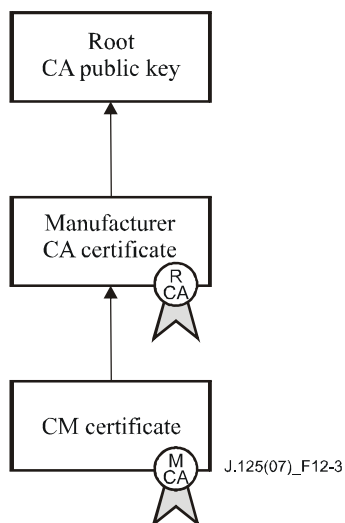 Root
CA public key
Manufacturer
CA certificate
R
CA
CM certificate
M
CA
J.125(07)_F12-3